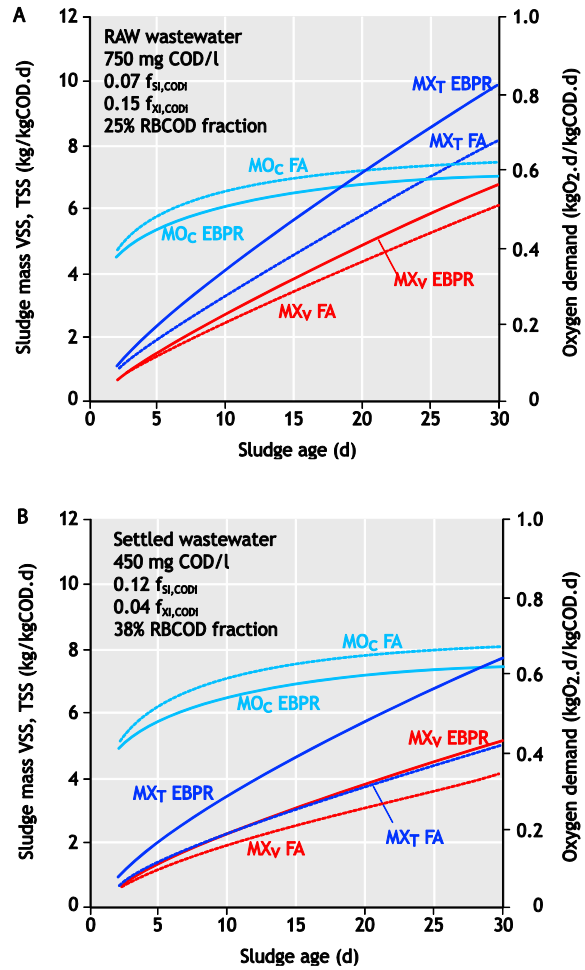 A
12
10
8
6
4
2
0
Sludge mass VSS, TSS (kg/kgCOD.d)
RAW wastewater
750 mg COD/l
0.07 fSI,CODI
0.15 fXI,CODI
25% RBCOD fraction
MXT EBPR
MXT FA
MOC FA
MOC EBPR
MXV EBPR
MXV FA
1.0
0.8
0.6
0.4
0.2
0
Oxygen demand (kgO2.d/kgCOD.d)
0 5 10 15 20 25 30
Sludge age (d)
B
12
10
8
6
4
2
0
Sludge mass VSS, TSS (kg/kgCOD.d)
Settled wastewater
450 mg COD/l
0.12 fSI,CODI
0.04 fXI,CODI
38% RBCOD fraction
MOC FA
MOC EBPR
MXV EBPR
MXT EBPR
MXT FA
MXV FA
1.0
0.8
0.6
0.4
0.2
0
Oxygen demand (kgO2.d/kgCOD.d)
0 5 10 15 20 25 30
Sludge age (d)